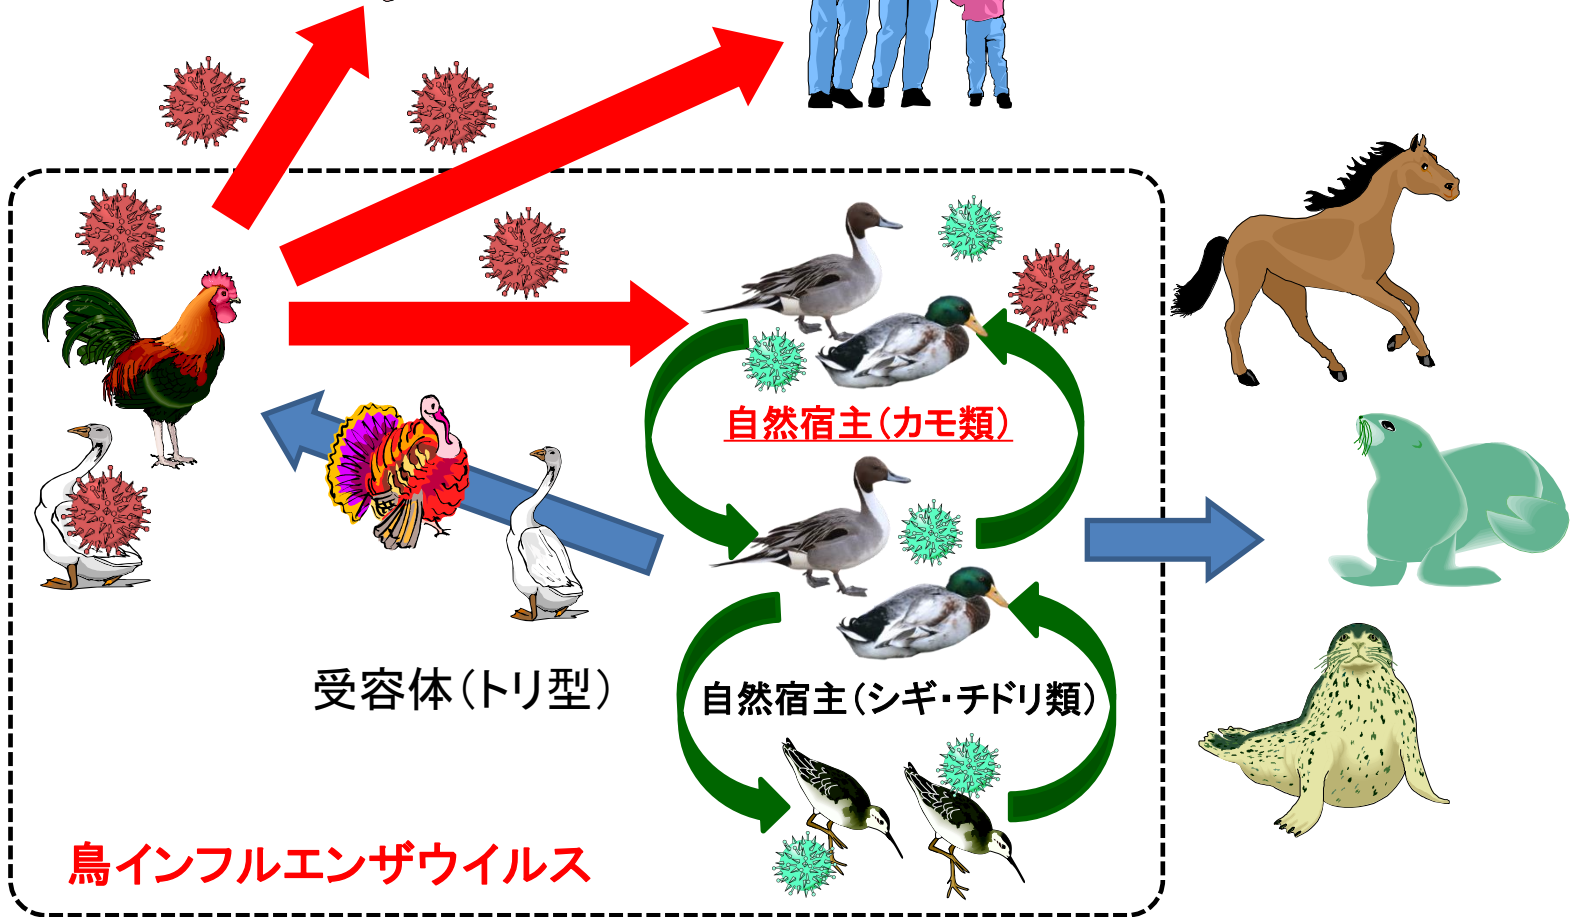 自然宿主（カモ類）
受容体（トリ型）
自然宿主（シギ・チドリ類）
鳥インフルエンザウイルス